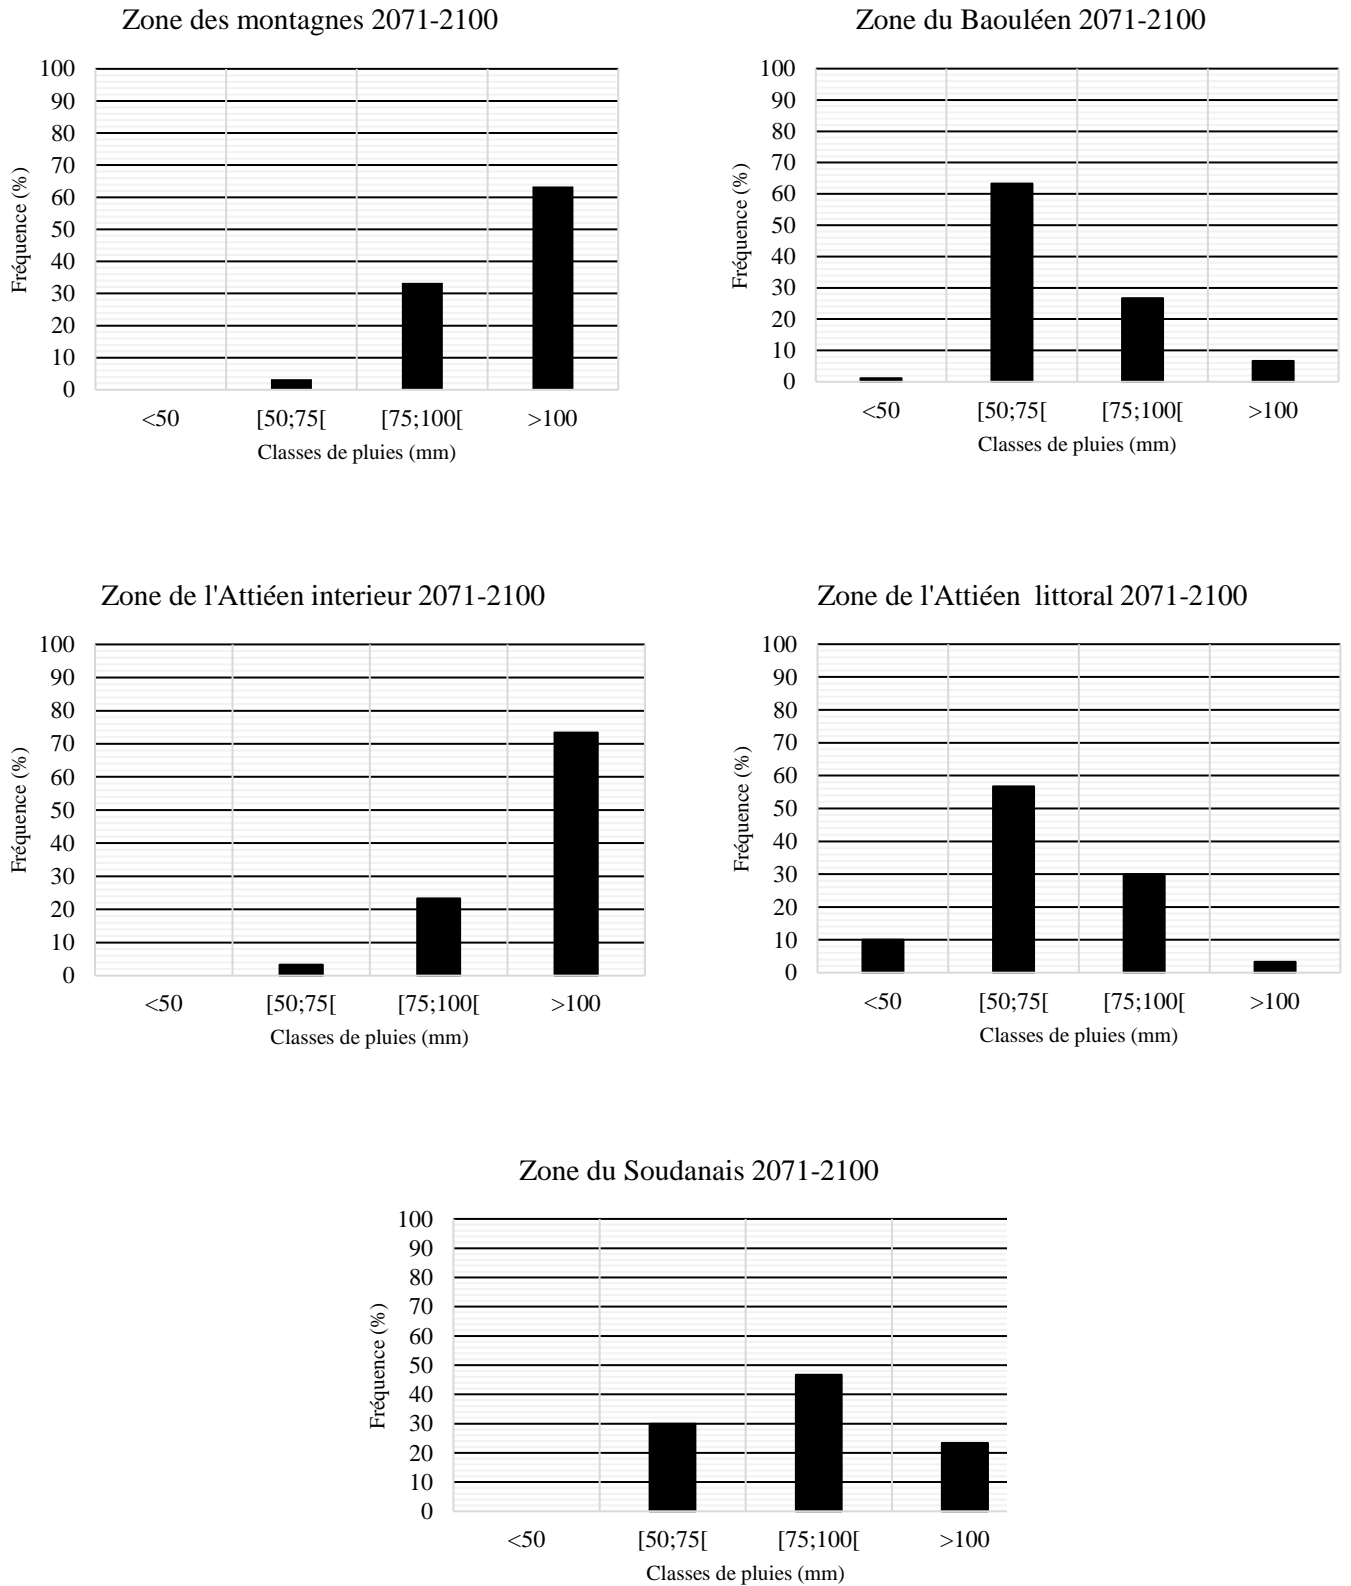 Zone des montagnes 2071-2100
100
90
80
70
60
50
40
30
20
10
0
Fréquence (%)
<50 [50;75[ [75;100[ >100
Classes de pluies (mm)
Zone du Baouléen 2071-2100
100
90
80
70
60
50
40
30
20
10
0
Fréquence (%)
<50 [50;75[ [75;100[ >100
Classes de pluies (mm)
Zone de l'Attiéen interieur 2071-2100
100
90
80
70
60
50
40
30
20
10
0
Fréquence (%)
<50 [50;75[ [75;100[ >100
Classes de pluies (mm)
Zone de l'Attiéen  littoral 2071-2100
100
90
80
70
60
50
40
30
20
10
0
Fréquence (%)
<50 [50;75[ [75;100[ >100
Classes de pluies (mm)
Zone du Soudanais 2071-2100
100
90
80
70
60
50
40
30
20
10
0
Fréquence (%)
<50 [50;75[ [75;100[ >100
Classes de pluies (mm)